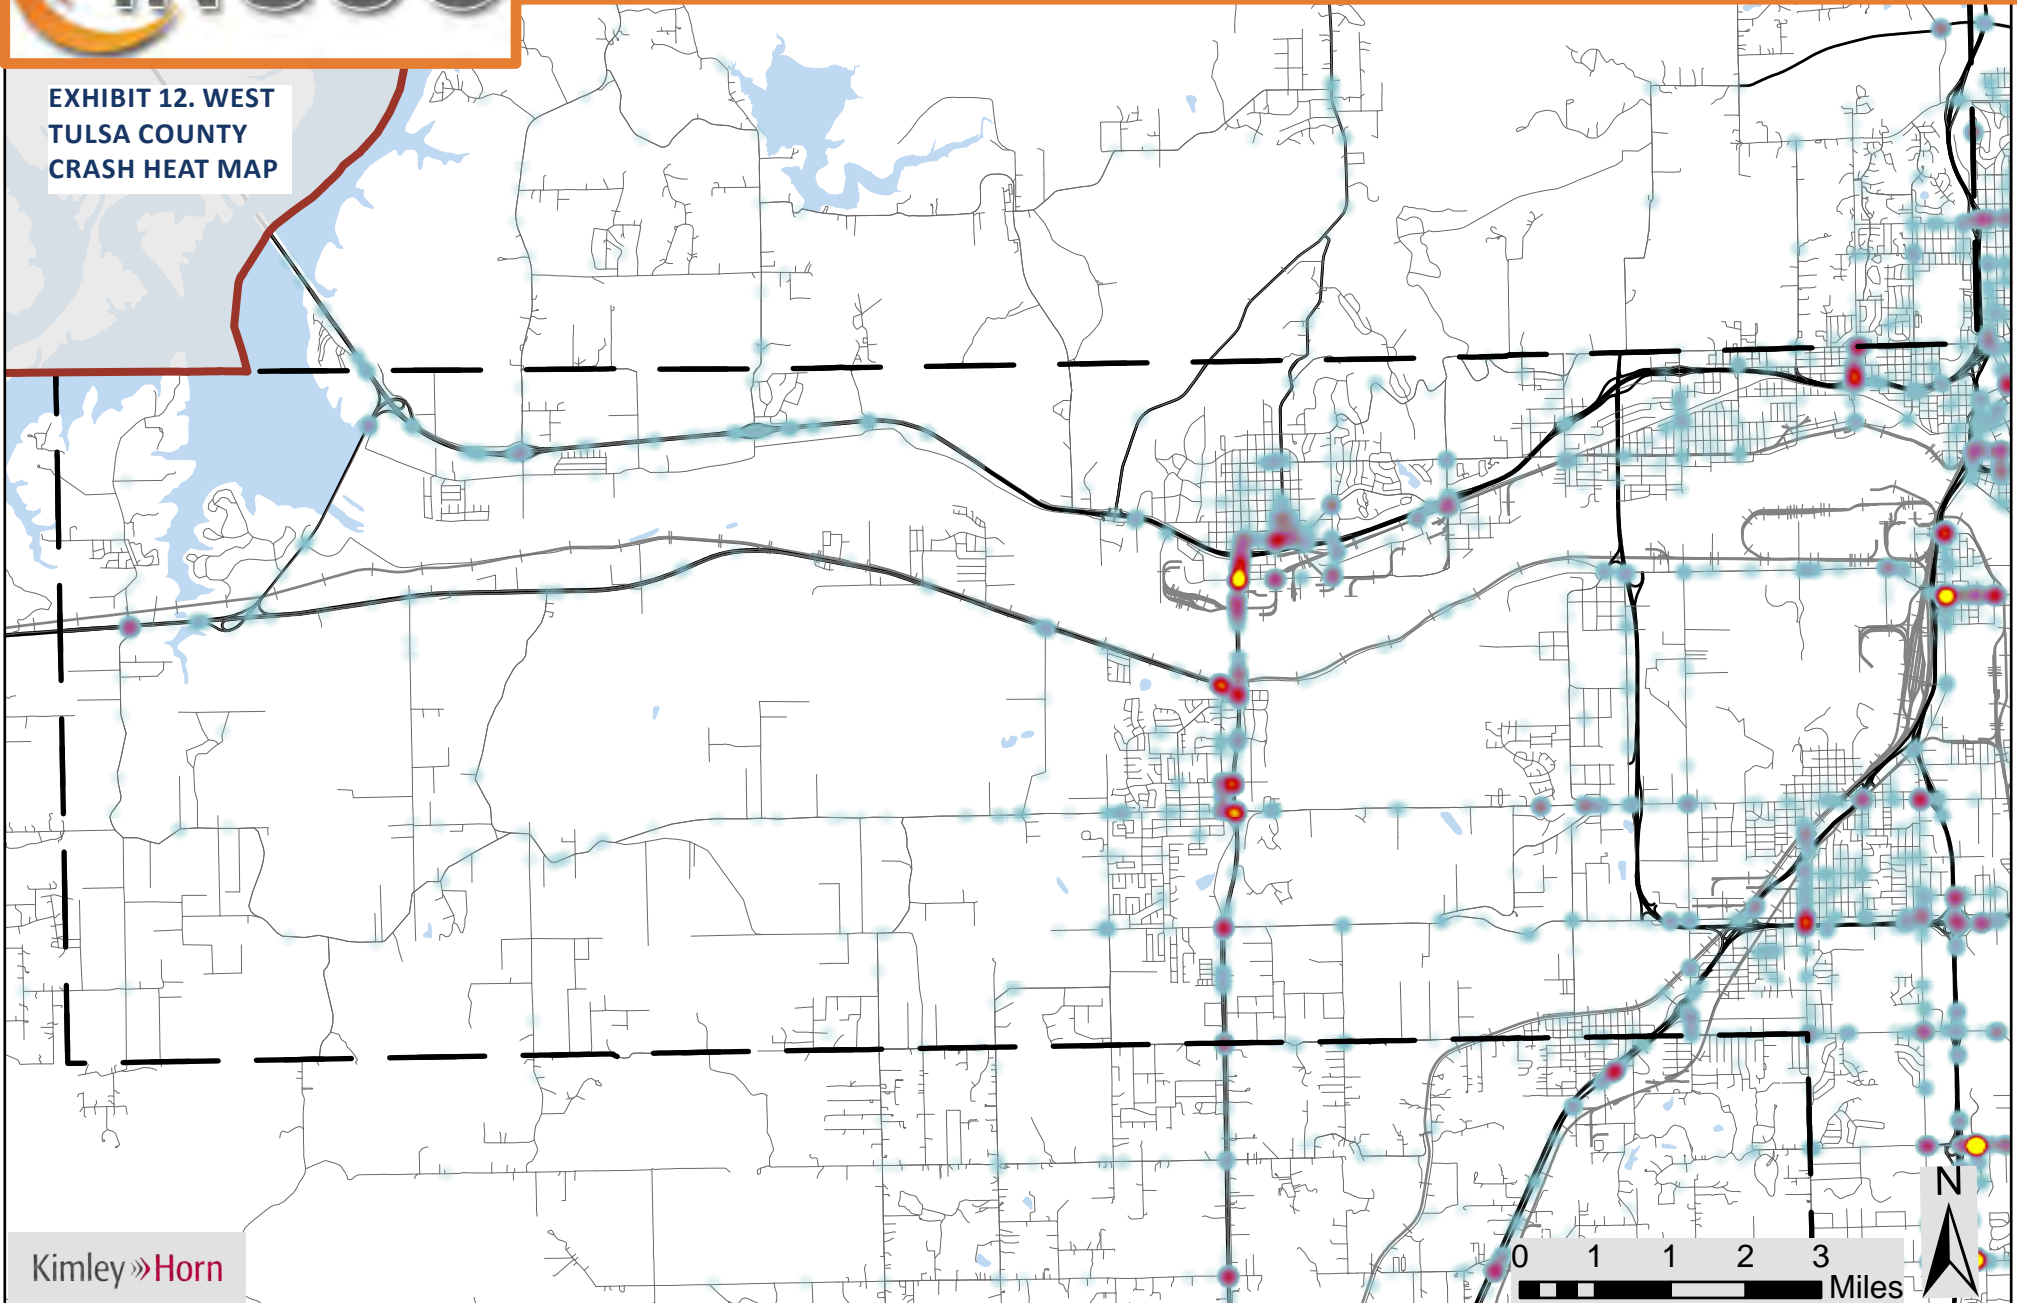 EXHIBIT 12. WEST
TULSA COUNTY
CRASH HEAT MAP
N
0 1 1 2 3
Miles
Kimley»Horn